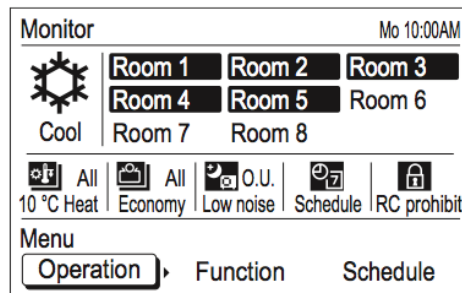 Monitor Mo 10:00AM
Room 1 Room 2 Room 3
Room 4 Room 5 Room 6
Cool Room 7 Room 8
All All O.U. 7
10 °C Heat Economy Low noise Schedule RC prohibit
Menu
Operation Function Schedule